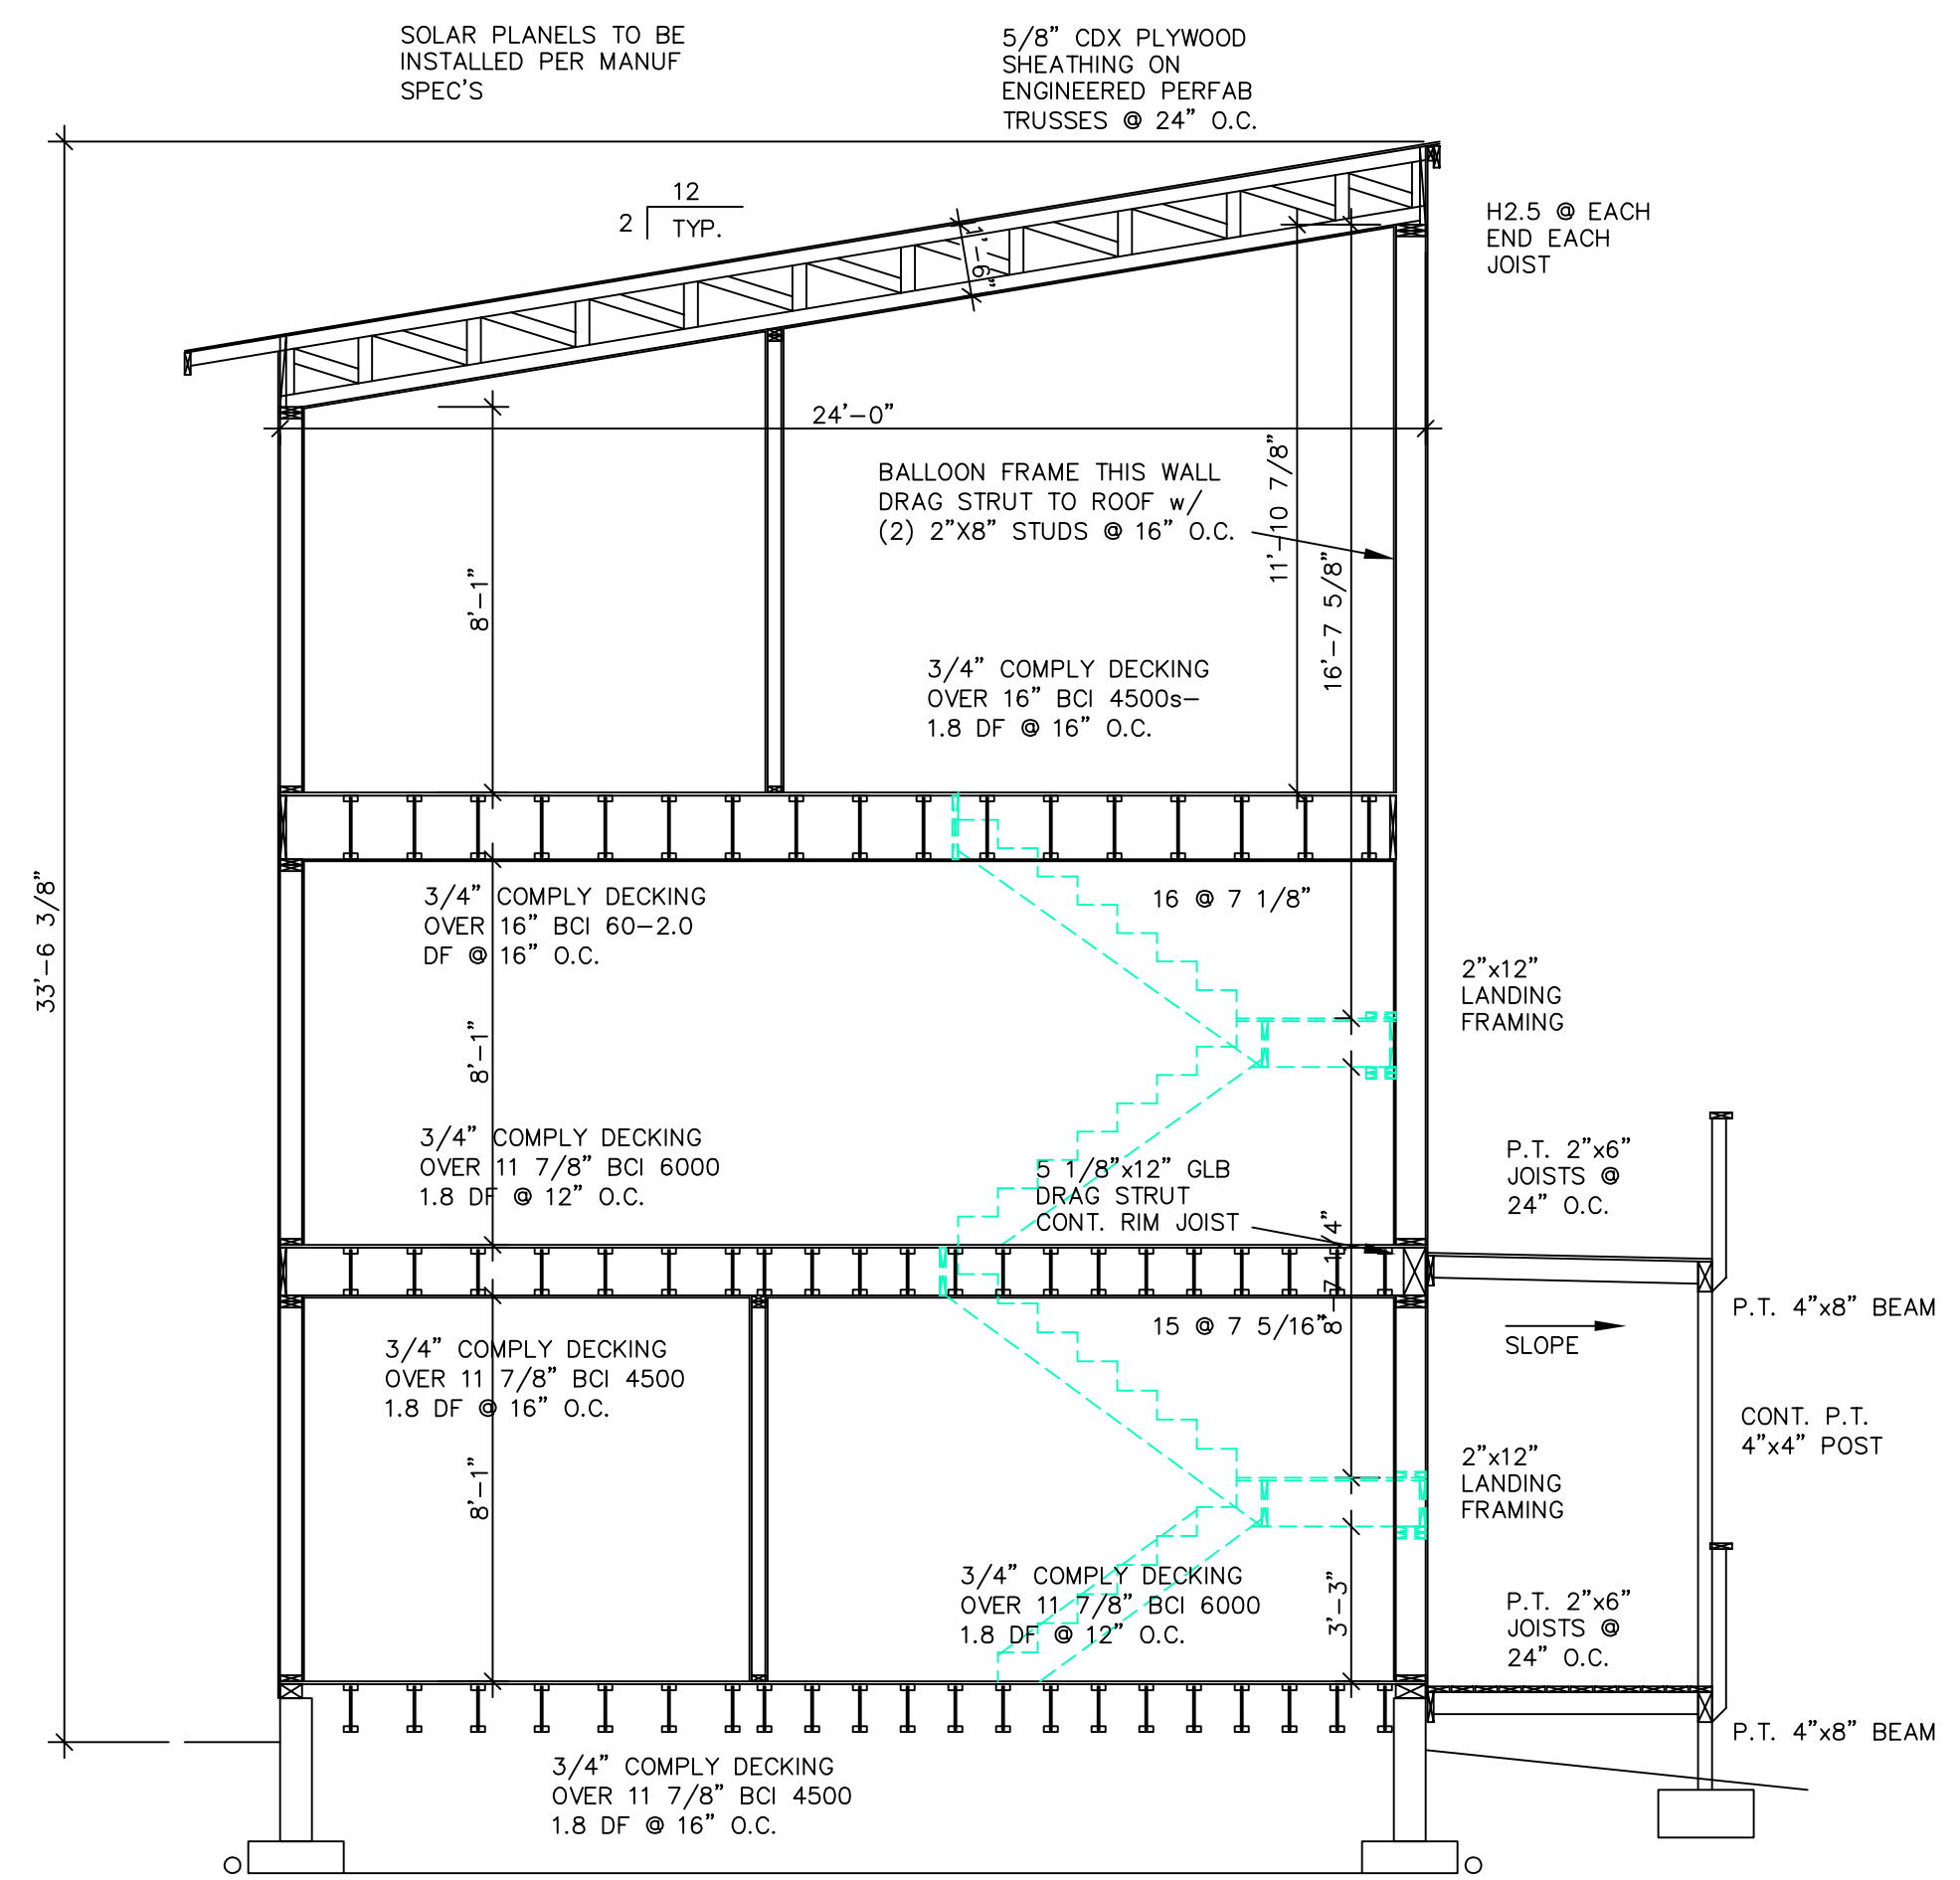 SOLAR PLANELS TO BE
INSTALLED PER MANUF
SPEC'S
5/8" CDX PLYWOOD
SHEATHING ON
ENGINEERED PERFAB
TRUSSES @ 24" O.C.
12
2
TYP.
1'-6"
H2.5 @ EACH
END EACH
JOIST
24'-0"
BALLOON FRAME THIS WALL
DRAG STRUT TO ROOF w/
(2) 2"X8" STUDS @ 16" O.C.
11'-10 7/8"
16'-7 5/8"
8'-1"
3/4" COMPLY DECKING
OVER 16" BCI 4500s-
1.8 DF @ 16" O.C.
33'-6 3/8"
3/4" COMPLY DECKING
OVER 16" BCI 60-2.0
DF @ 16" O.C.
16 @ 7 1/8"
2"x12"
LANDING
FRAMING
8'-1"
3/4" COMPLY DECKING
OVER 11 7/8" BCI 6000
1.8 DF @ 12" O.C.
5 1/8"x12" GLB
DRAG STRUT
CONT. RIM JOIST
P.T. 2"x6"
JOISTS @
24" O.C.
8'-7 1/4"
15 @ 7 5/16"
P.T. 4"x8" BEAM
SLOPE
3/4" COMPLY DECKING
OVER 11 7/8" BCI 4500
1.8 DF @ 16" O.C.
8'-1"
CONT. P.T.
4"x4" POST
2"x12"
LANDING
FRAMING
3/4" COMPLY DECKING
OVER 11 7/8" BCI 6000
1.8 DF @ 12" O.C.
3'-3"
P.T. 2"x6"
JOISTS @
24" O.C.
P.T. 4"x8" BEAM
3/4" COMPLY DECKING
OVER 11 7/8" BCI 4500
1.8 DF @ 16" O.C.